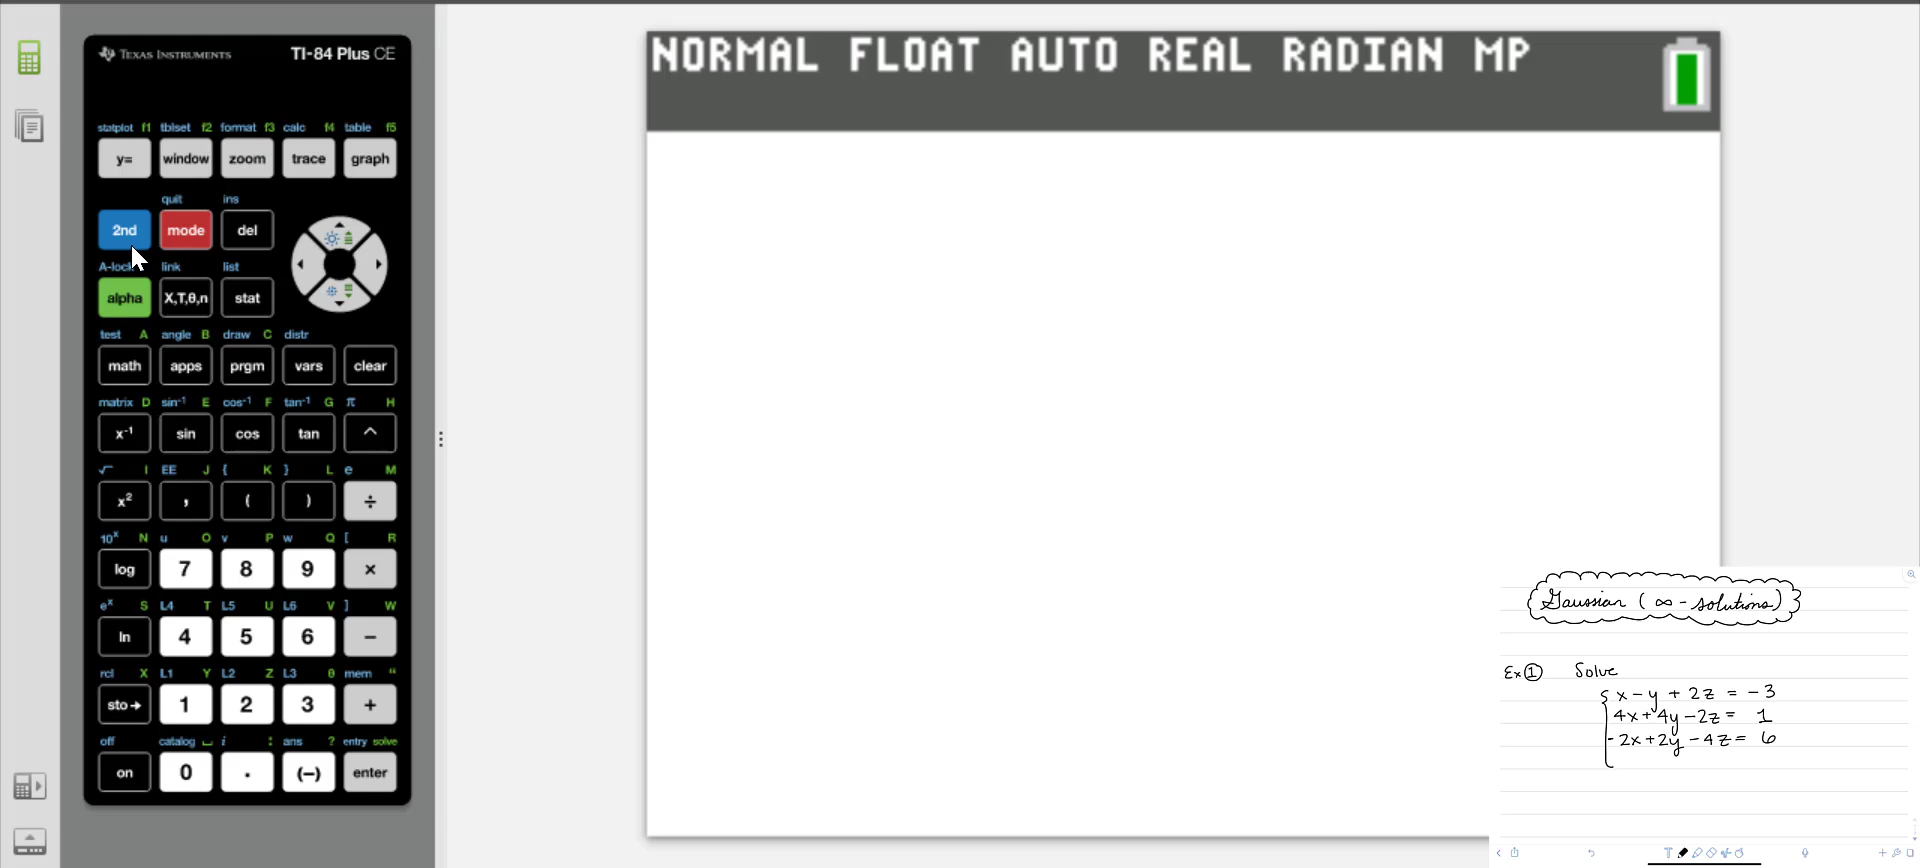 TEXAS INSTRUMENTS TI-84 Plus CE
statplot f1 tblset f2 format f3 calc f4 table f5
y= window zoom trace graph
quit ins
2nd mode del
A-lock link list
alpha X,T,θ,n stat
test A angle B draw C distr
math apps prgm vars clear
matrix D sin⁻¹ E cos⁻¹ F tan⁻¹ G π H
x⁻¹ sin cos tan ^
√ I EE J { K } L e M
x² , ( ) ÷
10ˣ N u O v P w Q [ R
log 7 8 9 ×
eˣ S L4 T L5 U L6 V ] W
ln 4 5 6 −
rcl X L1 Y L2 Z L3 θ mem "
sto→ 1 2 3 +
off catalog ␣ i : ans ? entry solve
on 0 . (−) enter
NORMAL FLOAT AUTO REAL RADIAN MP
Gaussian (∞ - solutions)
Ex ① Solve
x - y + 2z = -3
4x + 4y - 2z = 1
-2x + 2y - 4z = 6